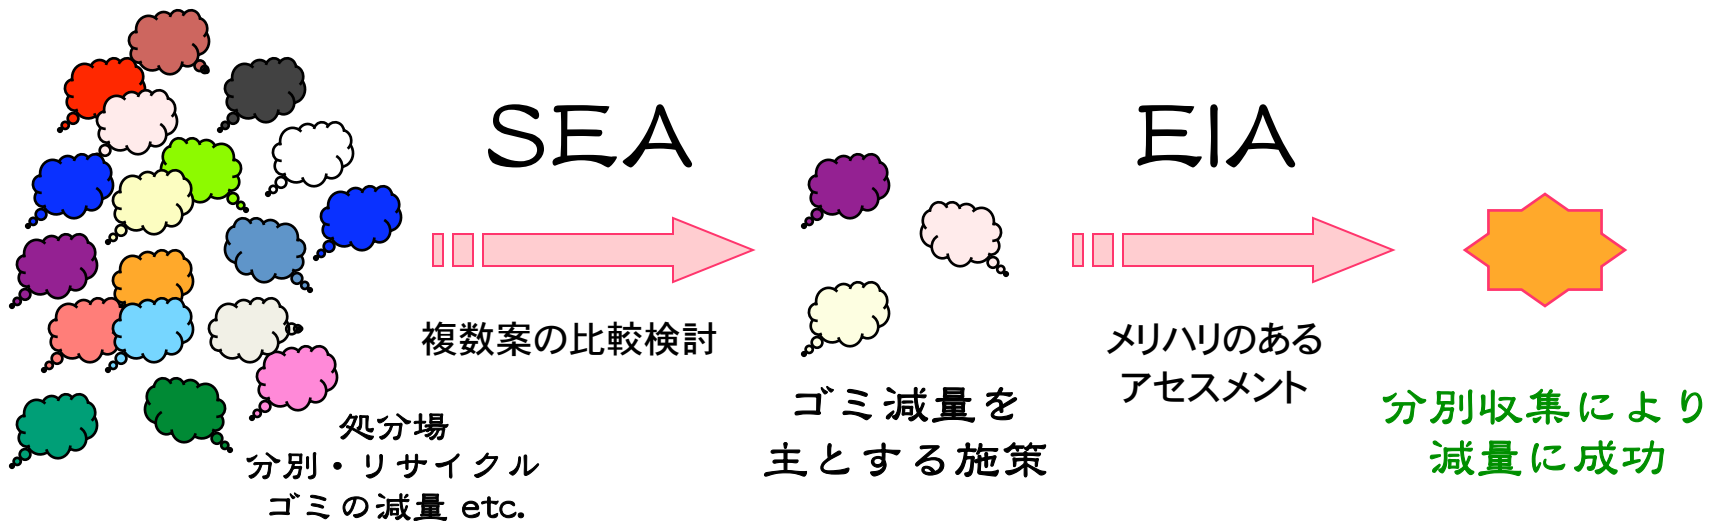 SEA
EIA
複数案の比較検討
メリハリのある
アセスメント
処分場
分別・リサイクル
ゴミの減量 etc.
ゴミ減量を
主とする施策
分別収集により
減量に成功